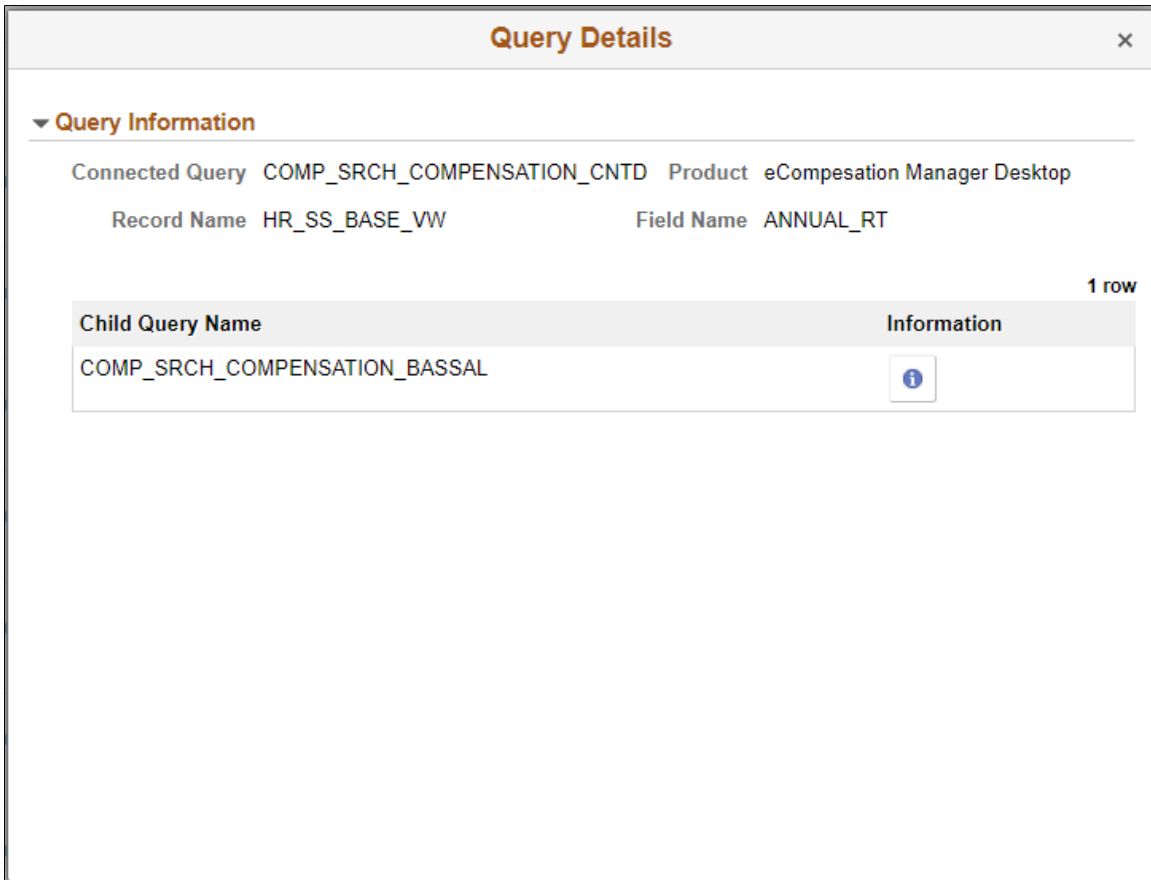 Query Details
Query Information
Connected Query COMP_SRCH_COMPENSATION_CNTD Product eCompesation Manager Desktop
Record Name HR_SS_BASE_VW Field Name ANNUAL_RT
1 row
Child Query Name Information
COMP_SRCH_COMPENSATION_BASSAL